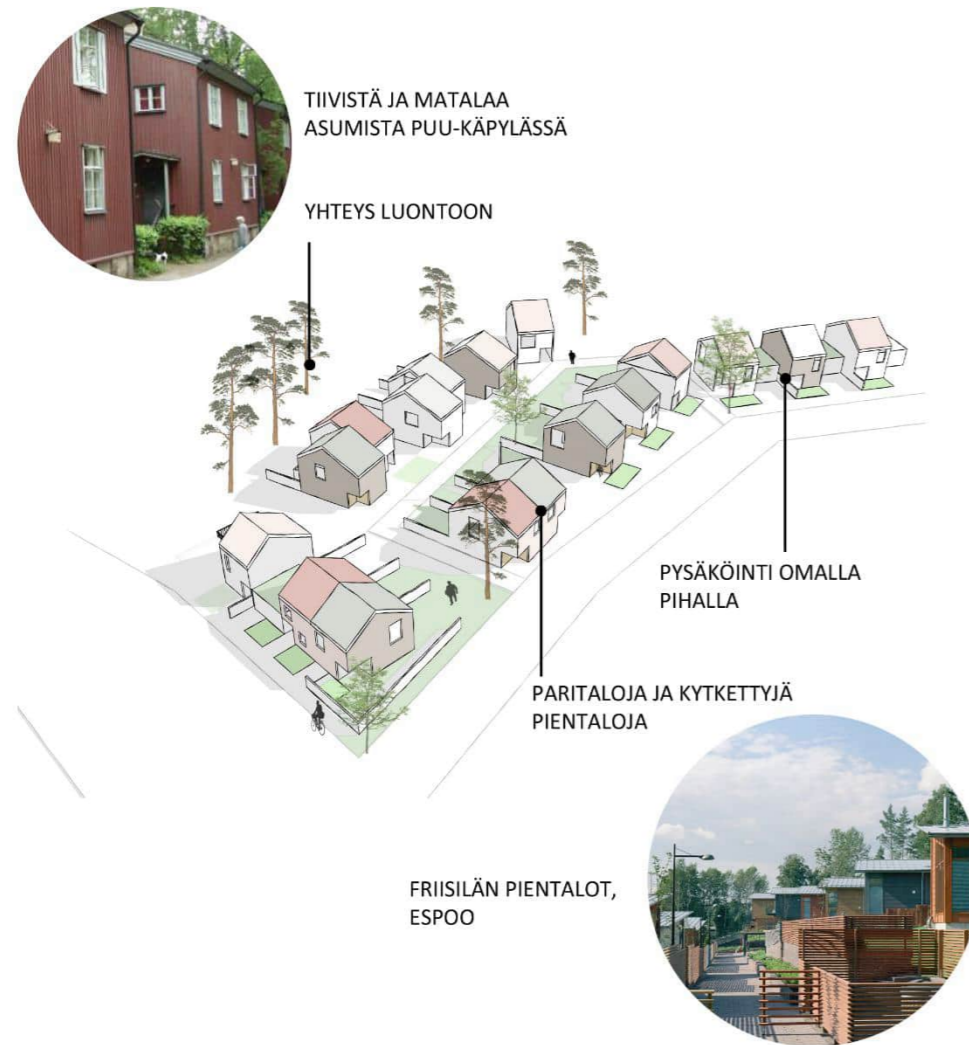 TIIVISTÄ JA MATALAA
ASUMISTA PUU-KÄPYLÄSSÄ
YHTEYS LUONTOON
PYSÄKÖINTI OMALLA
PIHALLA
PARITALOJA JA KYTKETTYJÄ
PIENTALOJA
FRIISILÄN PIENTALOT,
ESPOO